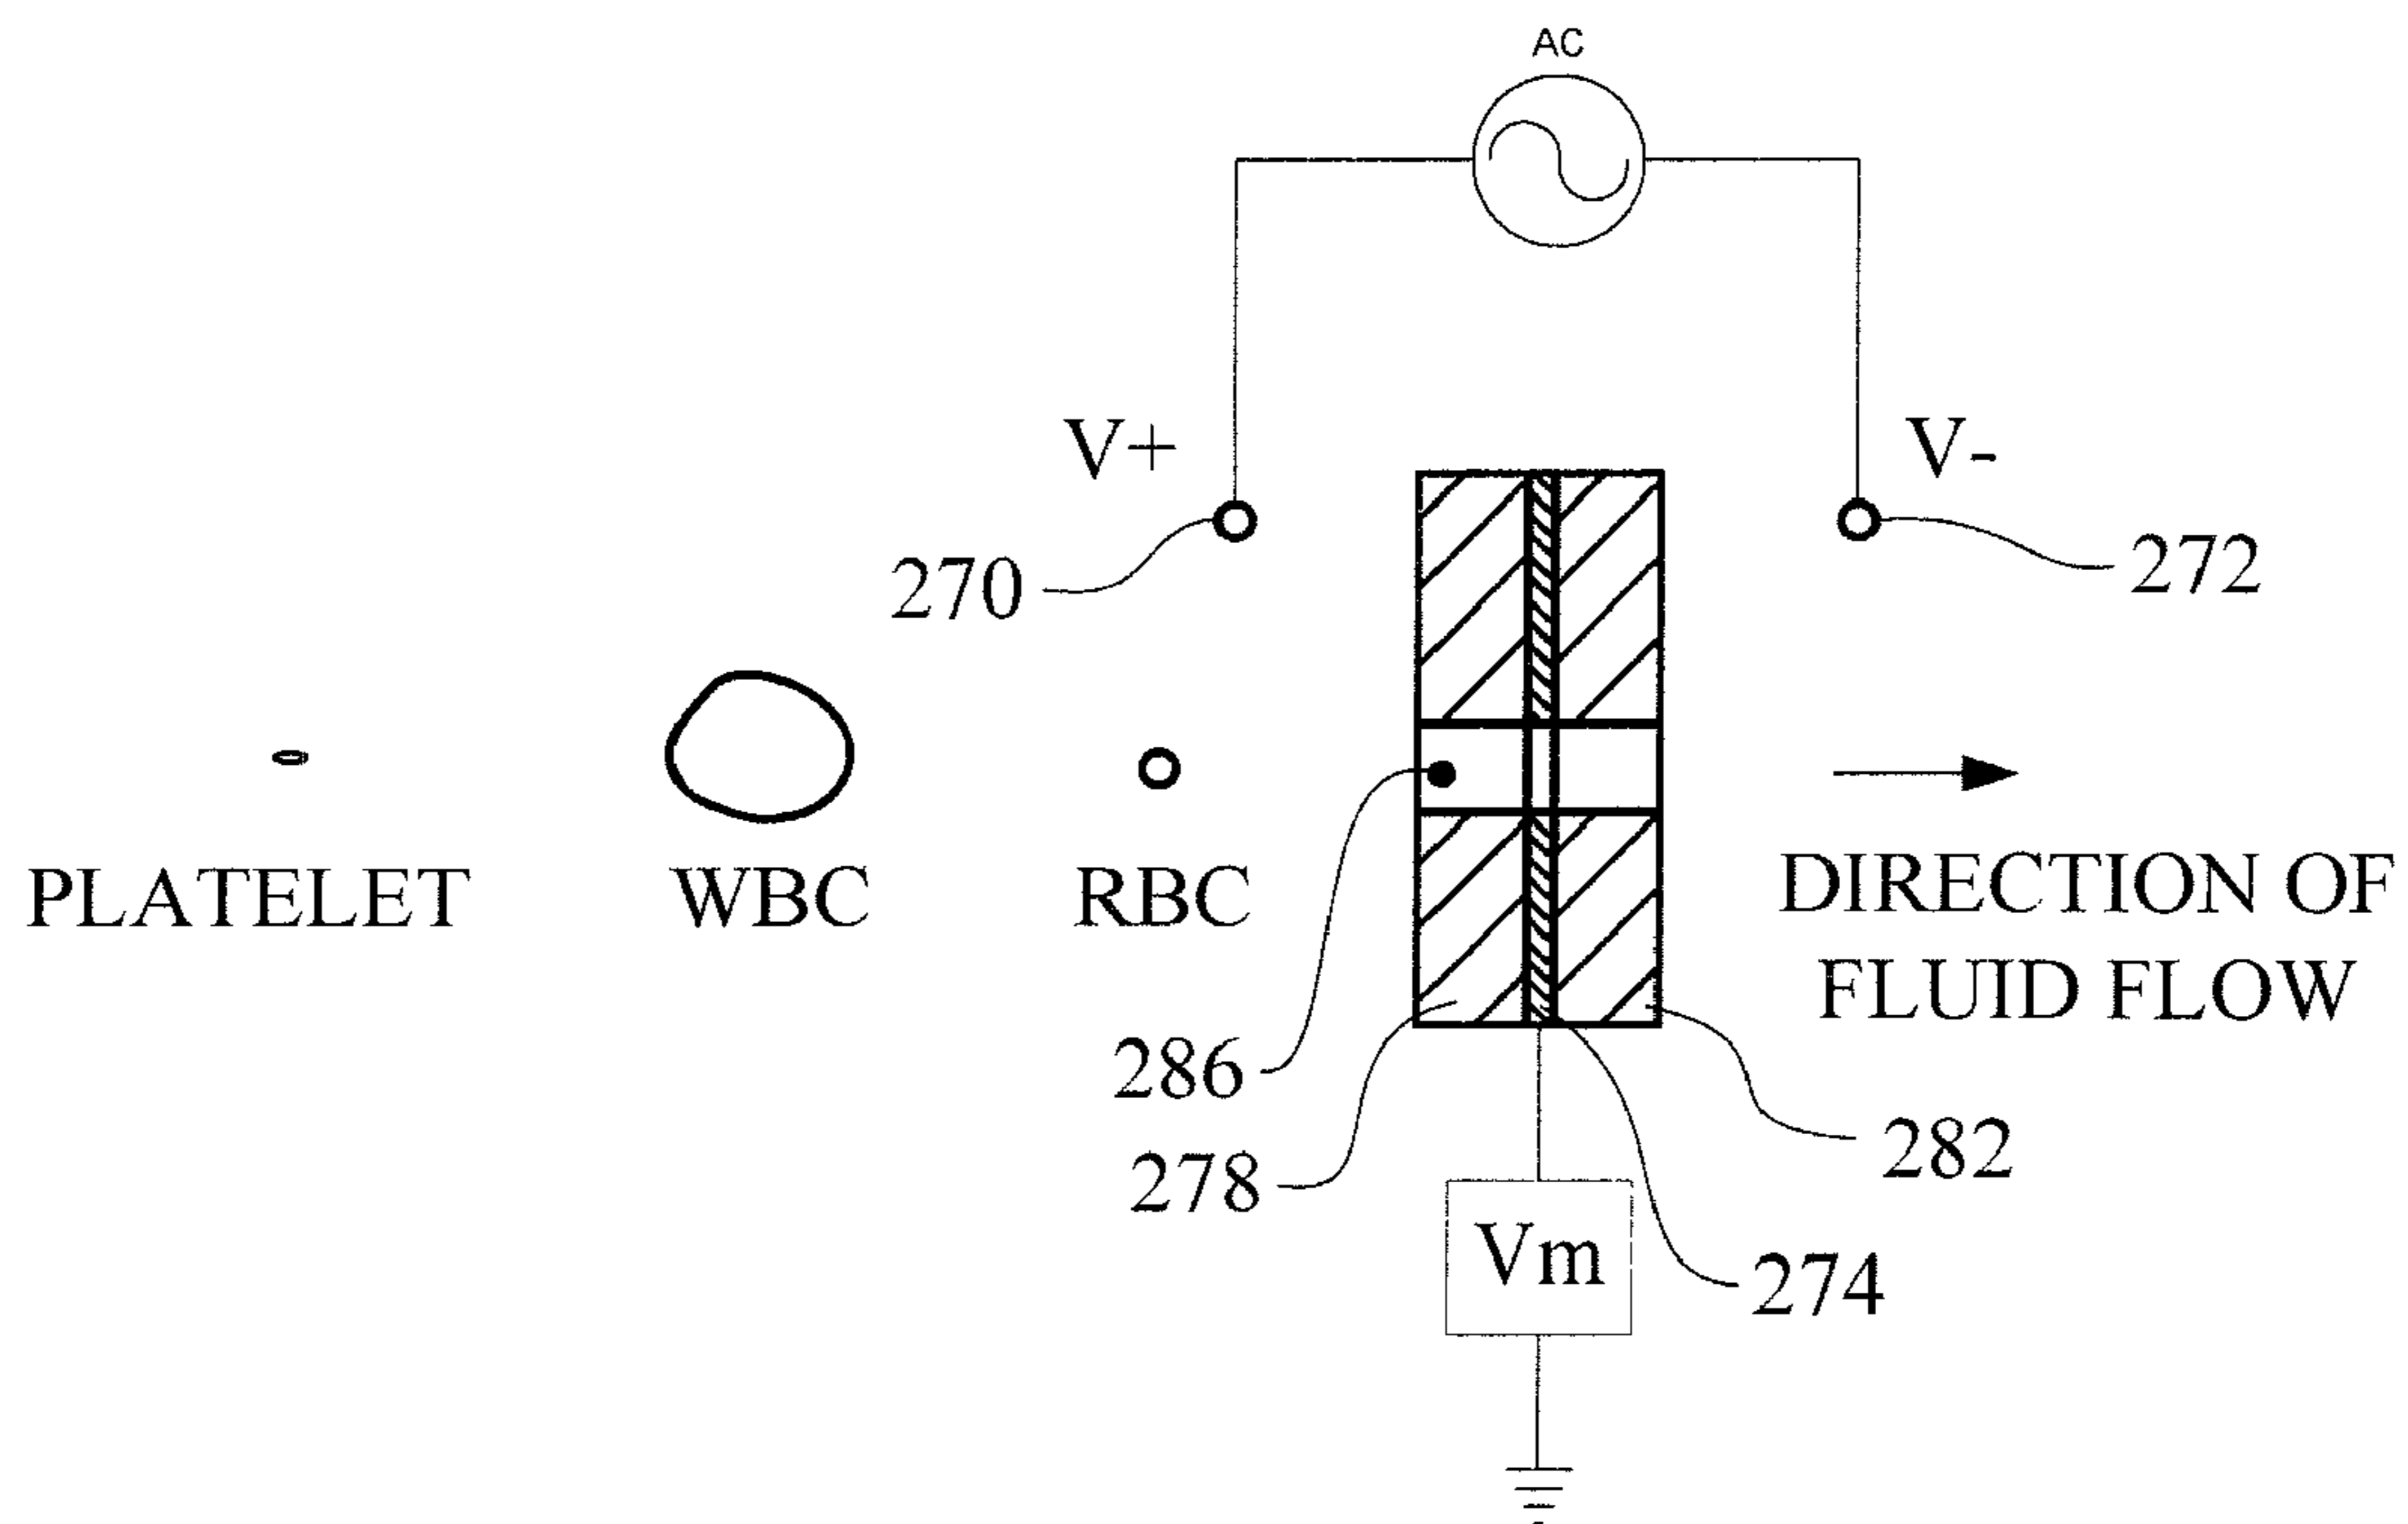 AC
V+
V-
270
272
PLATELET
WBC
RBC
DIRECTION OF
FLUID FLOW
286
278
282
Vm
274